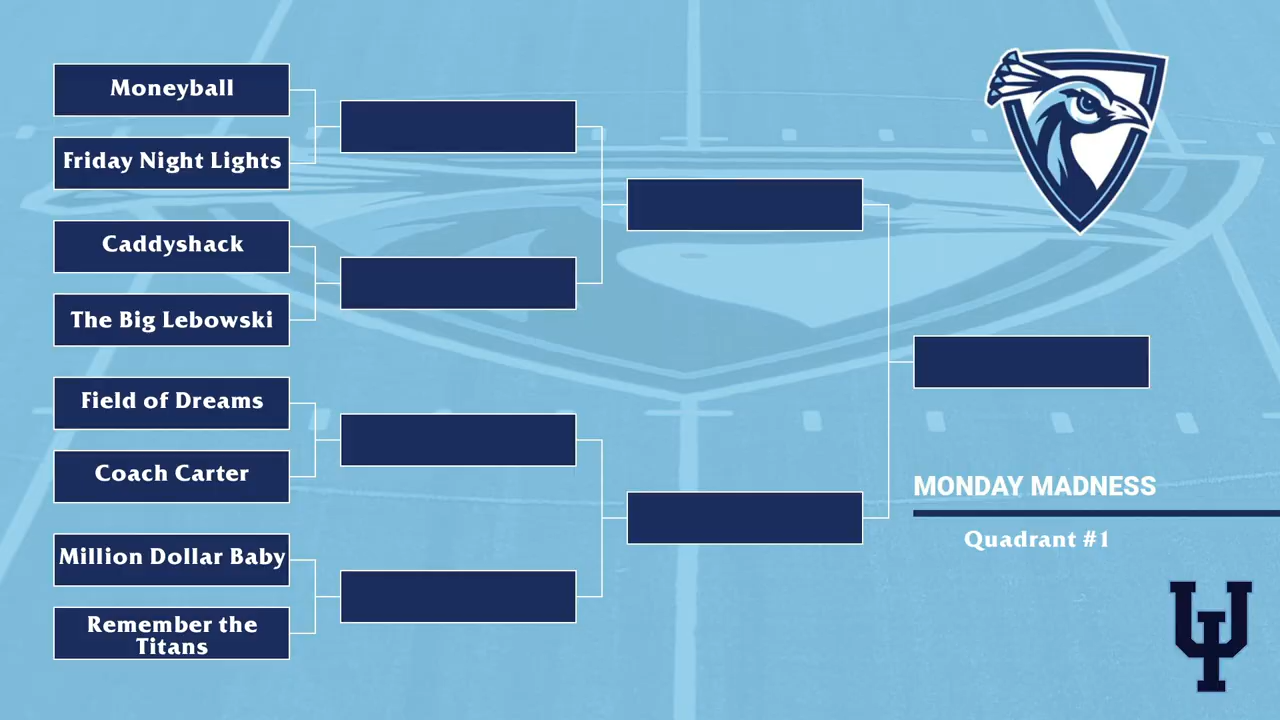 Moneyball
Friday Night Lights
Caddyshack
The Big Lebowski
Field of Dreams
Coach Carter
Million Dollar Baby
Remember the
Titans
MONDAY MADNESS
Quadrant #1
UI